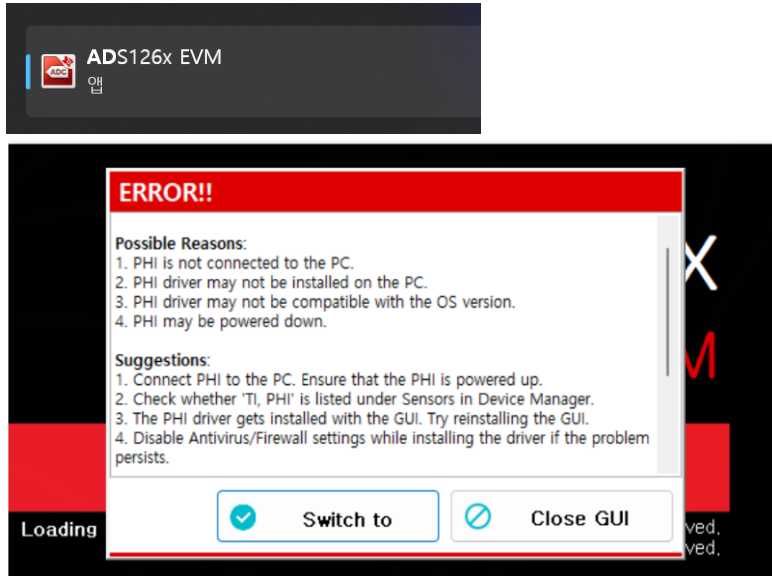 ADC
ADS126x EVM
앱
ERROR!!
Possible Reasons:
1. PHI is not connected to the PC.
2. PHI driver may not be installed on the PC.
3. PHI driver may not be compatible with the OS version.
4. PHI may be powered down.
Suggestions:
1. Connect PHI to the PC. Ensure that the PHI is powered up.
2. Check whether 'TI, PHI' is listed under Sensors in Device Manager.
3. The PHI driver gets installed with the GUI. Try reinstalling the GUI.
4. Disable Antivirus/Firewall settings while installing the driver if the problem
persists.
x
M
Switch to
Close GUI
Loading
ved,
ved,